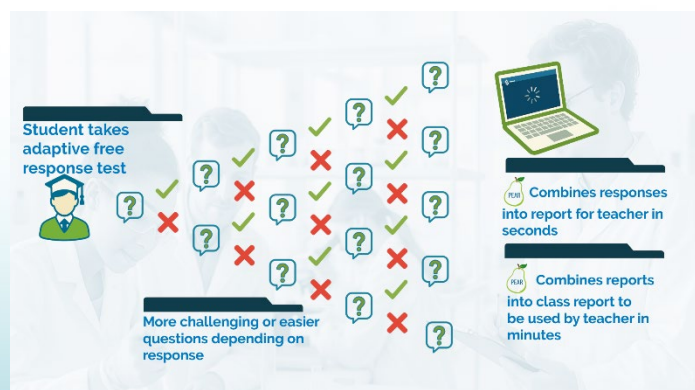 Student takes
adaptive free
response test
More challenging or easier
questions depending on
response
PEAR Combines responses
into report for teacher in
seconds
PEAR Combines reports
into class report to
be used by teacher in
minutes